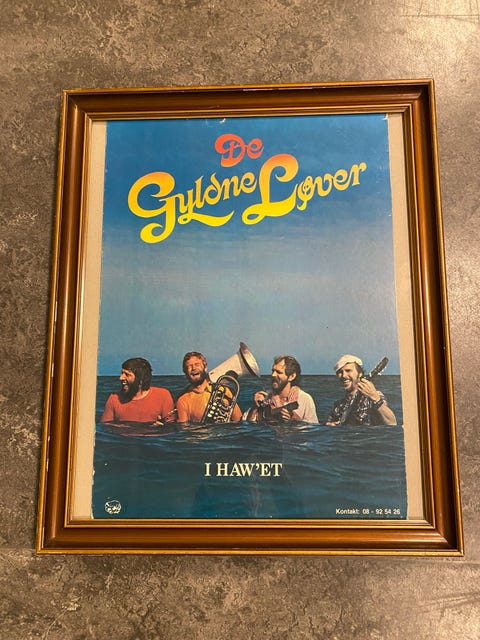 De
Gyldne Løver
I HAW'ET
Kontakt: 08 - 92 54 26